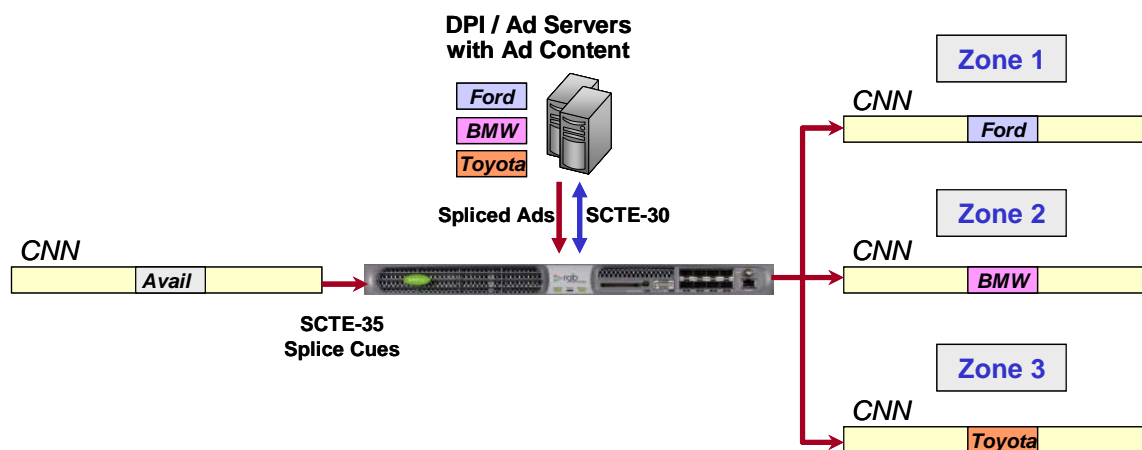 DPI / Ad Servers
with Ad Content
Ford
BMW
Toyota
Spliced Ads
SCTE-30
CNN
Avail
SCTE-35
Splice Cues
rgb
Zone 1
CNN
Ford
Zone 2
CNN
BMW
Zone 3
CNN
Toyota